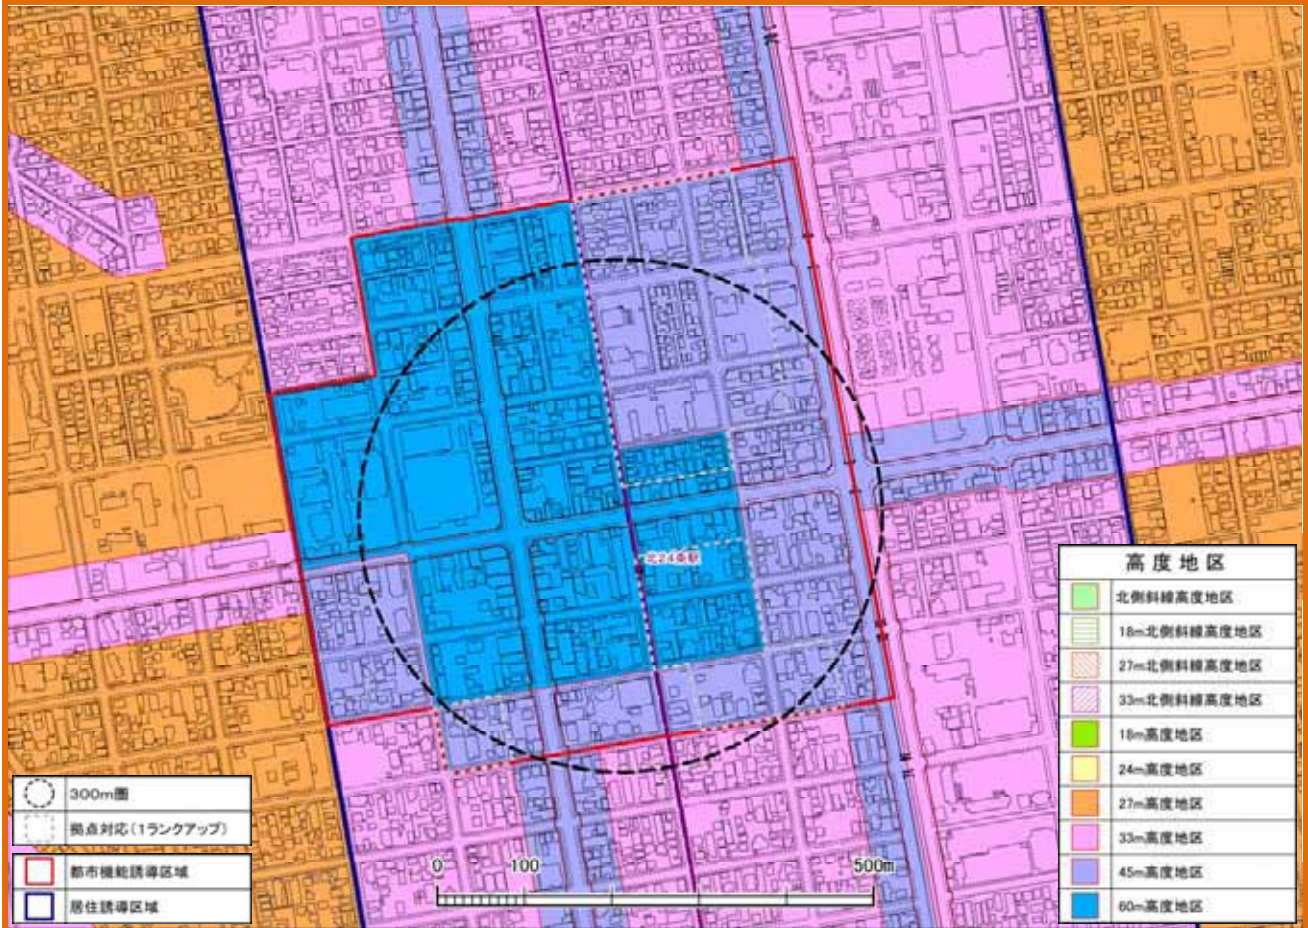 北24条駅
高度地区
北側斜線高度地区
18m北側斜線高度地区
27m北側斜線高度地区
33m北側斜線高度地区
18m高度地区
24m高度地区
27m高度地区
33m高度地区
45m高度地区
60m高度地区
300m圏
拠点対応(1ランクアップ)
都市機能誘導区域
居住誘導区域
0 100 500m